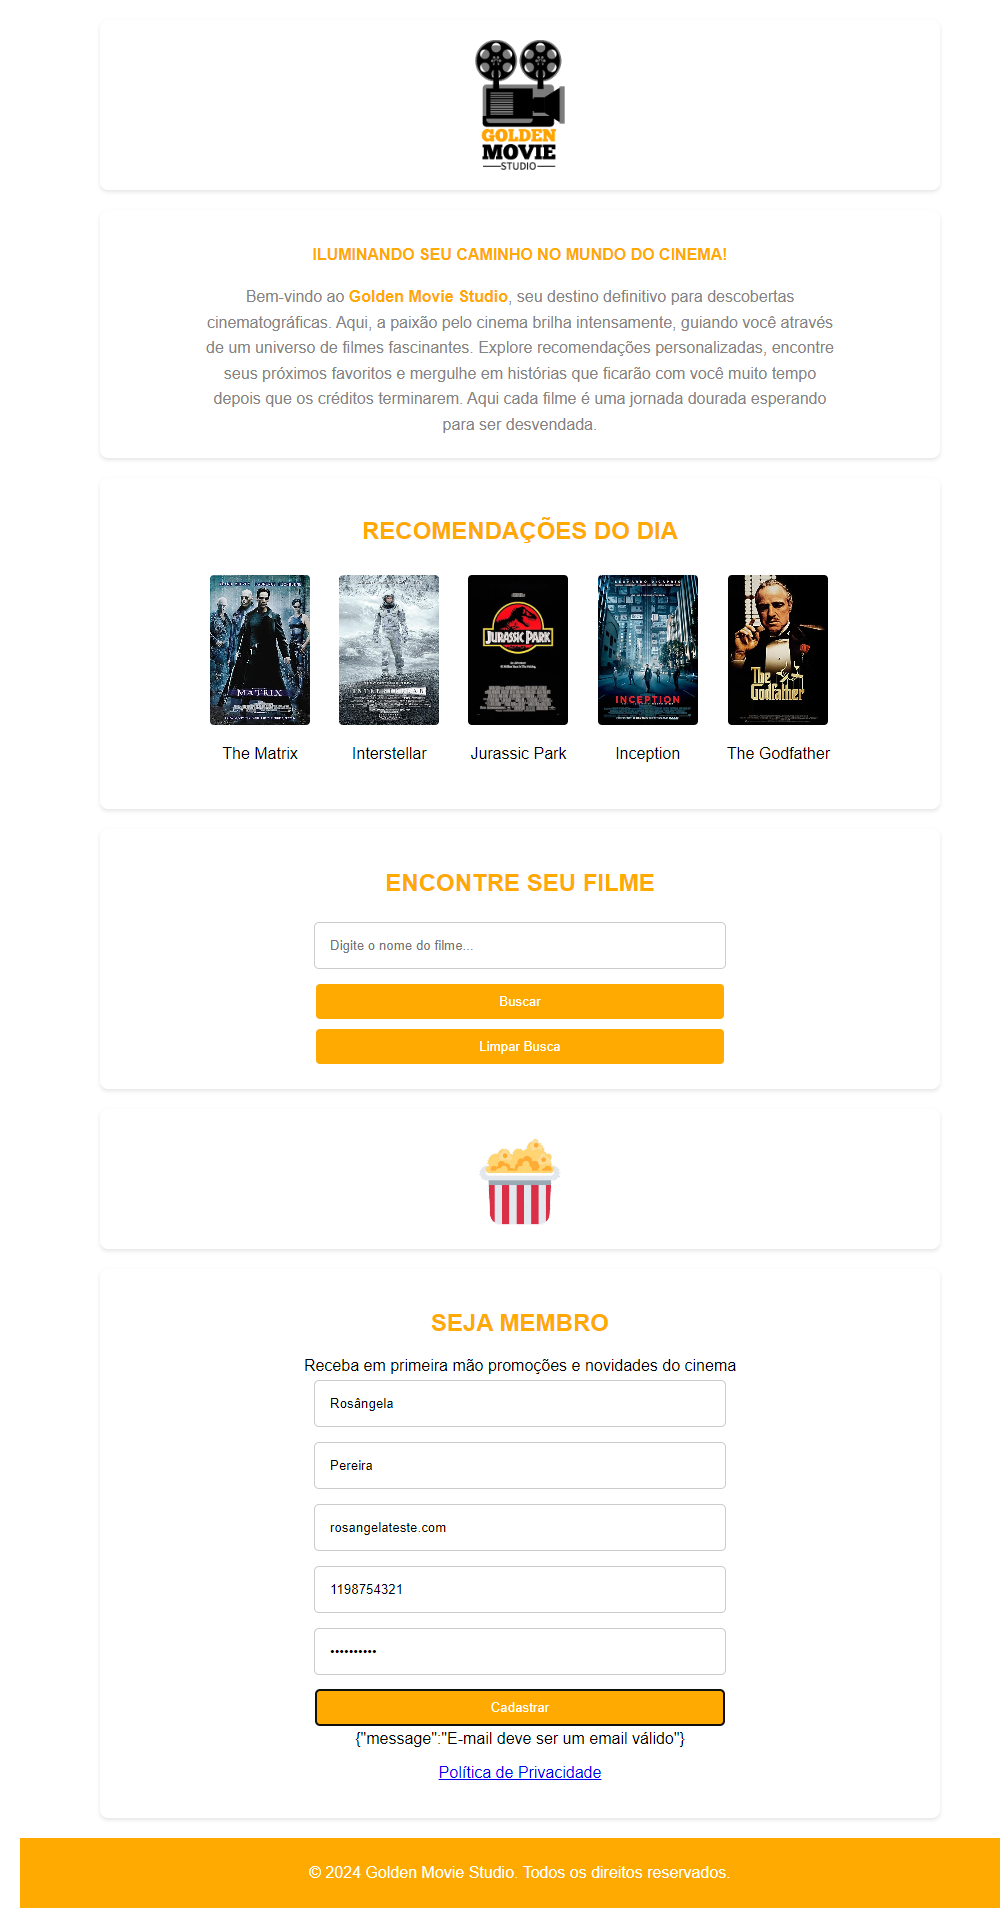 GOLDEN
MOVIE
STUDIO
ILUMINANDO SEU CAMINHO NO MUNDO DO CINEMA!
Bem-vindo ao Golden Movie Studio, seu destino definitivo para descobertas
cinematográficas. Aqui, a paixão pelo cinema brilha intensamente, guiando você através
de um universo de filmes fascinantes. Explore recomendações personalizadas, encontre
seus próximos favoritos e mergulhe em histórias que ficarão com você muito tempo
depois que os créditos terminarem. Aqui cada filme é uma jornada dourada esperando
para ser desvendada.
RECOMENDAÇÕES DO DIA
MATRIX
INTERSTELLAR
JURASSIC PARK
INCEPTION
The
Godfather
The Matrix
Interstellar
Jurassic Park
Inception
The Godfather
ENCONTRE SEU FILME
Digite o nome do filme...
Buscar
Limpar Busca
SEJA MEMBRO
Receba em primeira mão promoções e novidades do cinema
Rosângela
Pereira
rosangelateste.com
1198754321
••••••••••
Cadastrar
{"message":"E-mail deve ser um email válido"}
Política de Privacidade
© 2024 Golden Movie Studio. Todos os direitos reservados.